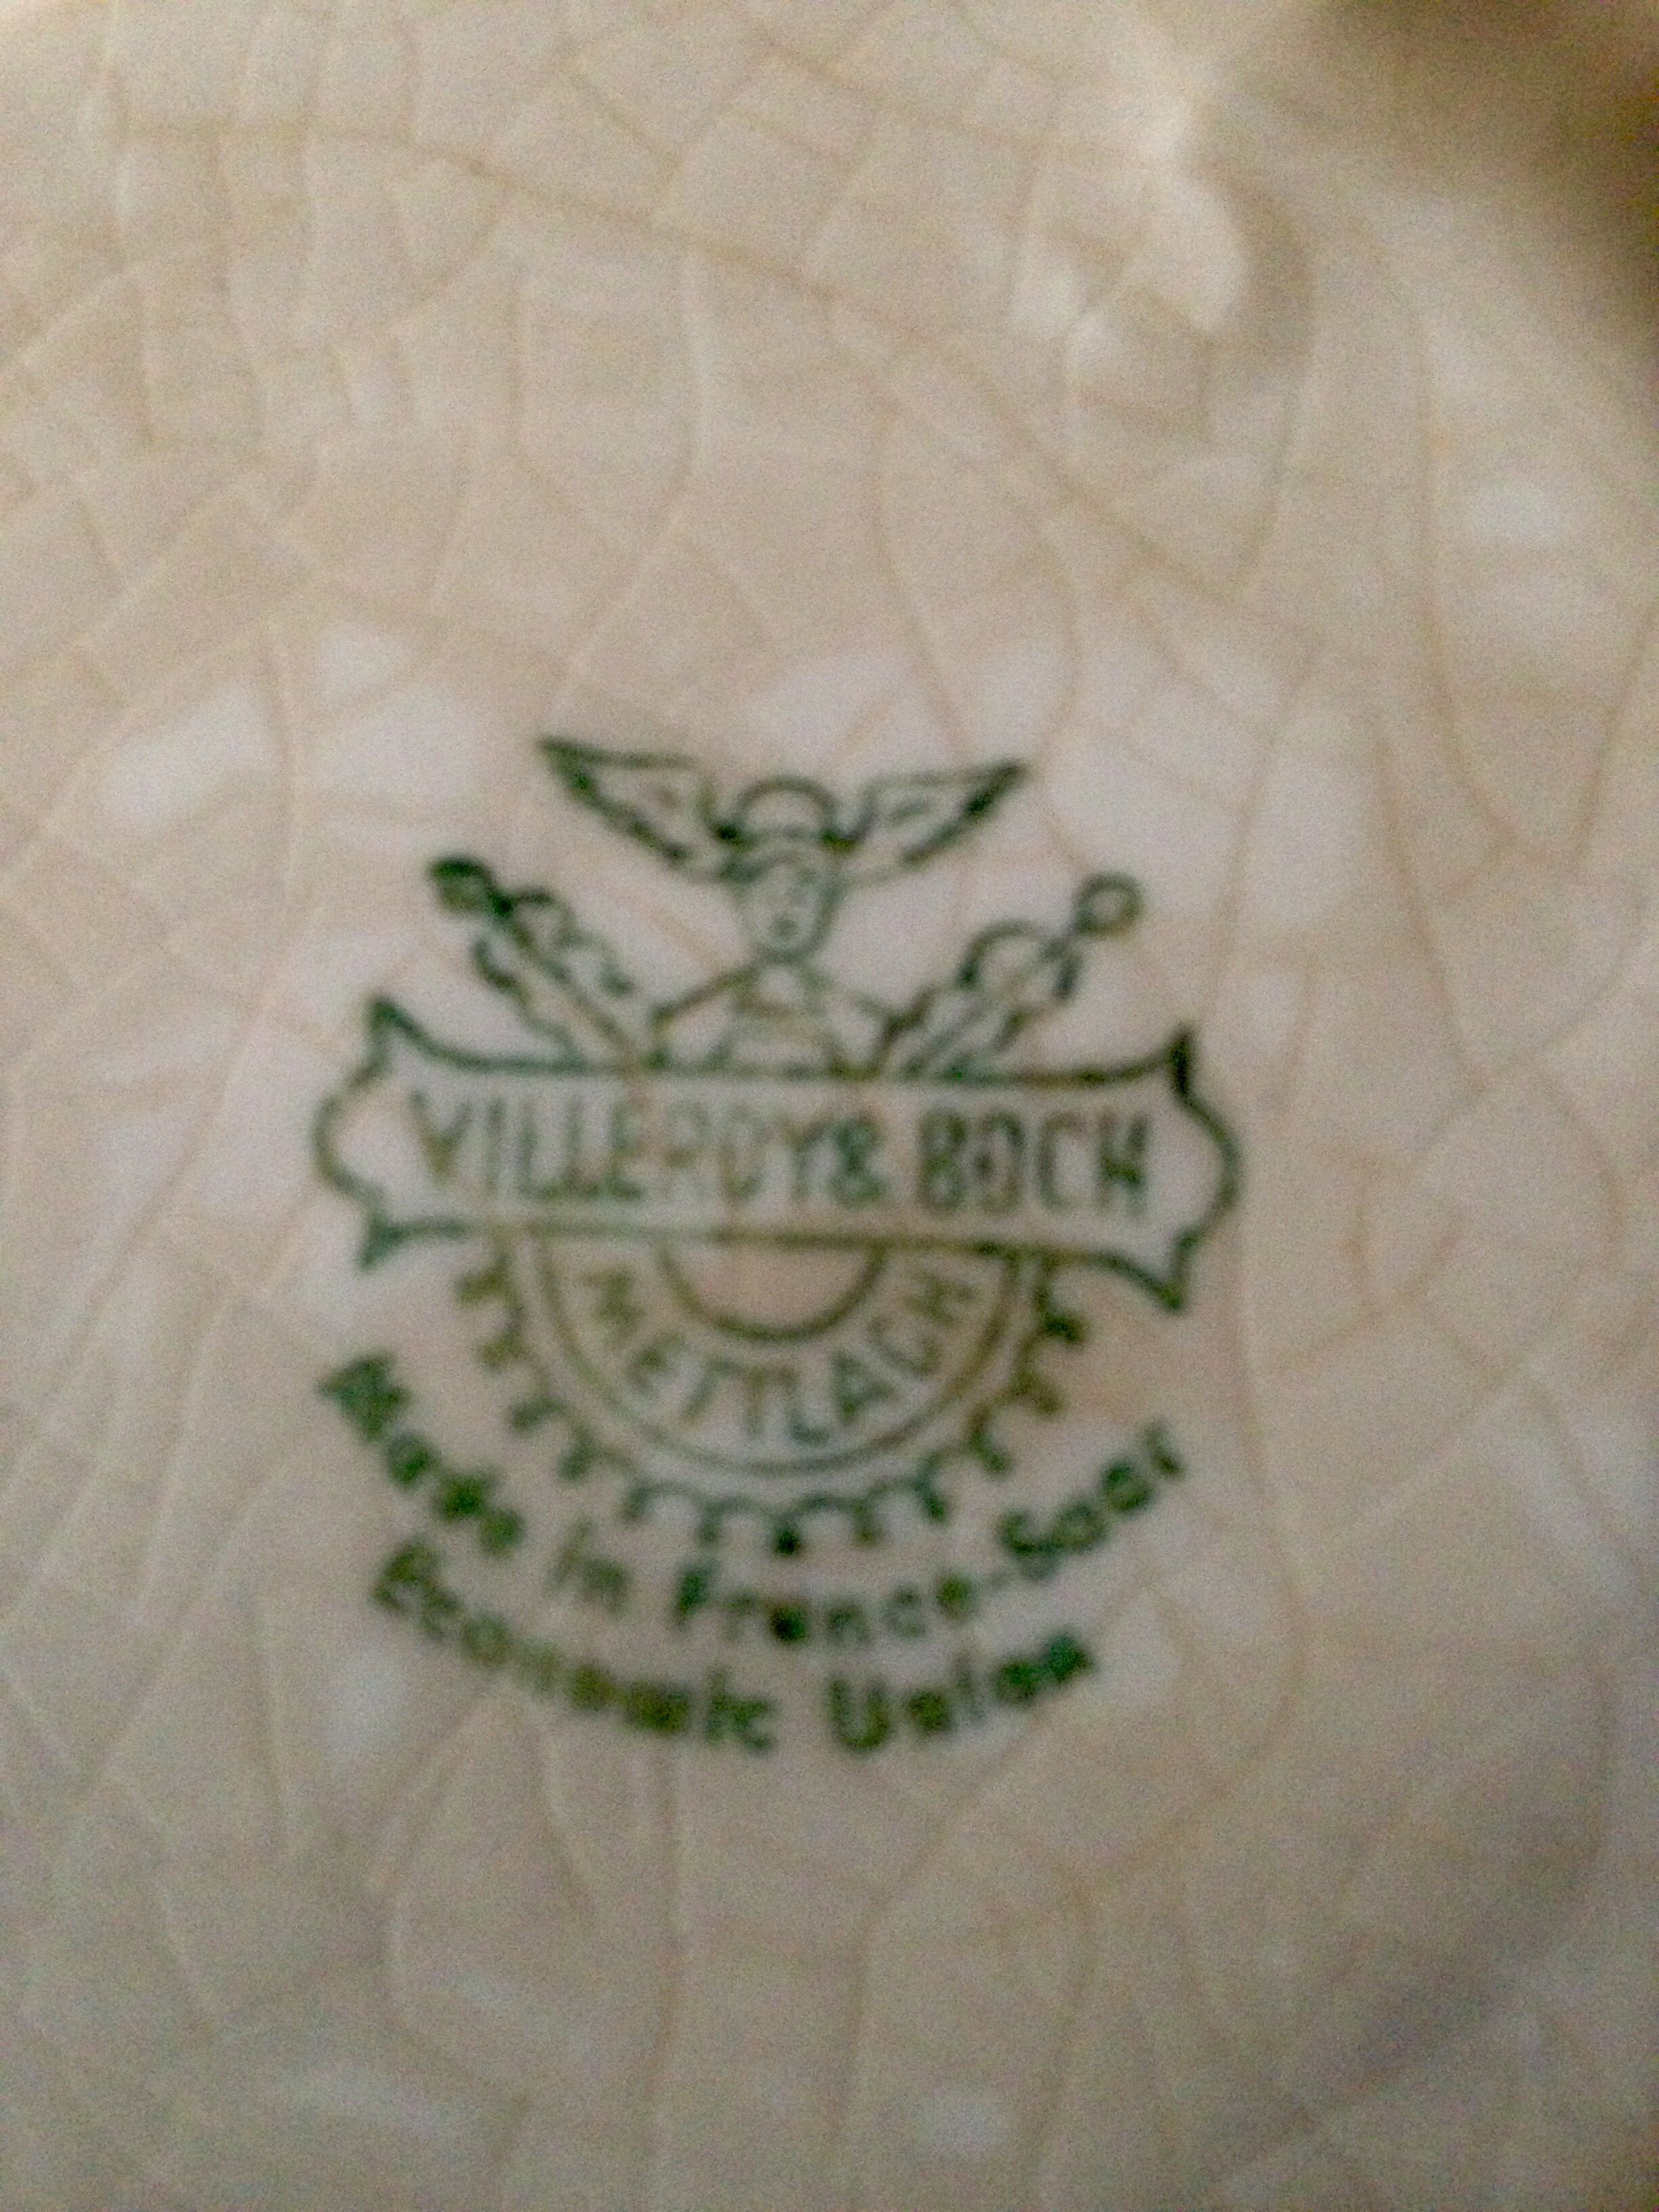 VILLEROY & BOCH
METTLACH
Made in France-Saar
Economic Union